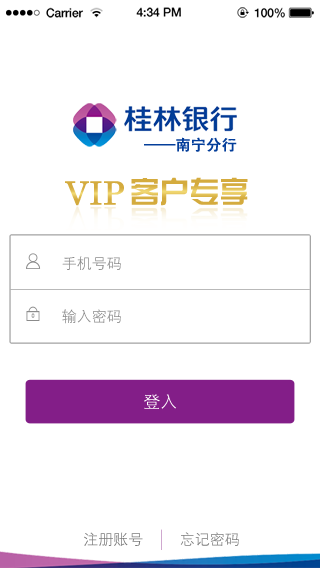 Carrier 4:34 PM 100%
桂林银行
——南宁分行
VIP 客户专享
手机号码
输入密码
登入
注册账号 忘记密码